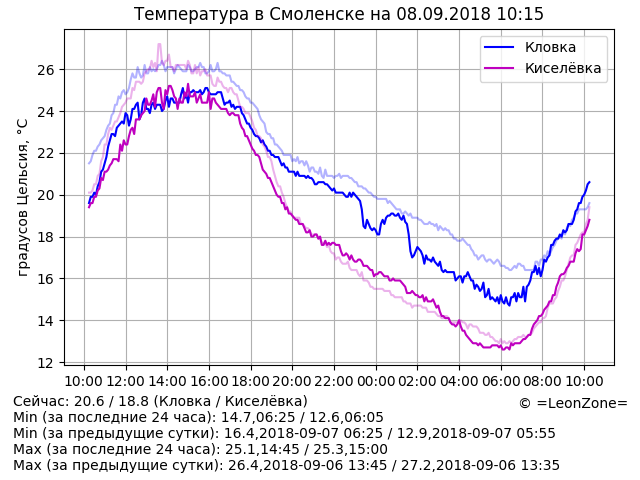 Температура в Смоленске на 08.09.2018 10:15
Кловка
Киселёвка
градусов Цельсия, °C
26
24
22
20
18
16
14
12
10:00 12:00 14:00 16:00 18:00 20:00 22:00 00:00 02:00 04:00 06:00 08:00 10:00
Сейчас: 20.6 / 18.8 (Кловка / Киселёвка)
© =LeonZone=
Min (за последние 24 часа): 14.7,06:25 / 12.6,06:05
Min (за предыдущие сутки): 16.4,2018-09-07 06:25 / 12.9,2018-09-07 05:55
Max (за последние 24 часа): 25.1,14:45 / 25.3,15:00
Max (за предыдущие сутки): 26.4,2018-09-06 13:45 / 27.2,2018-09-06 13:35